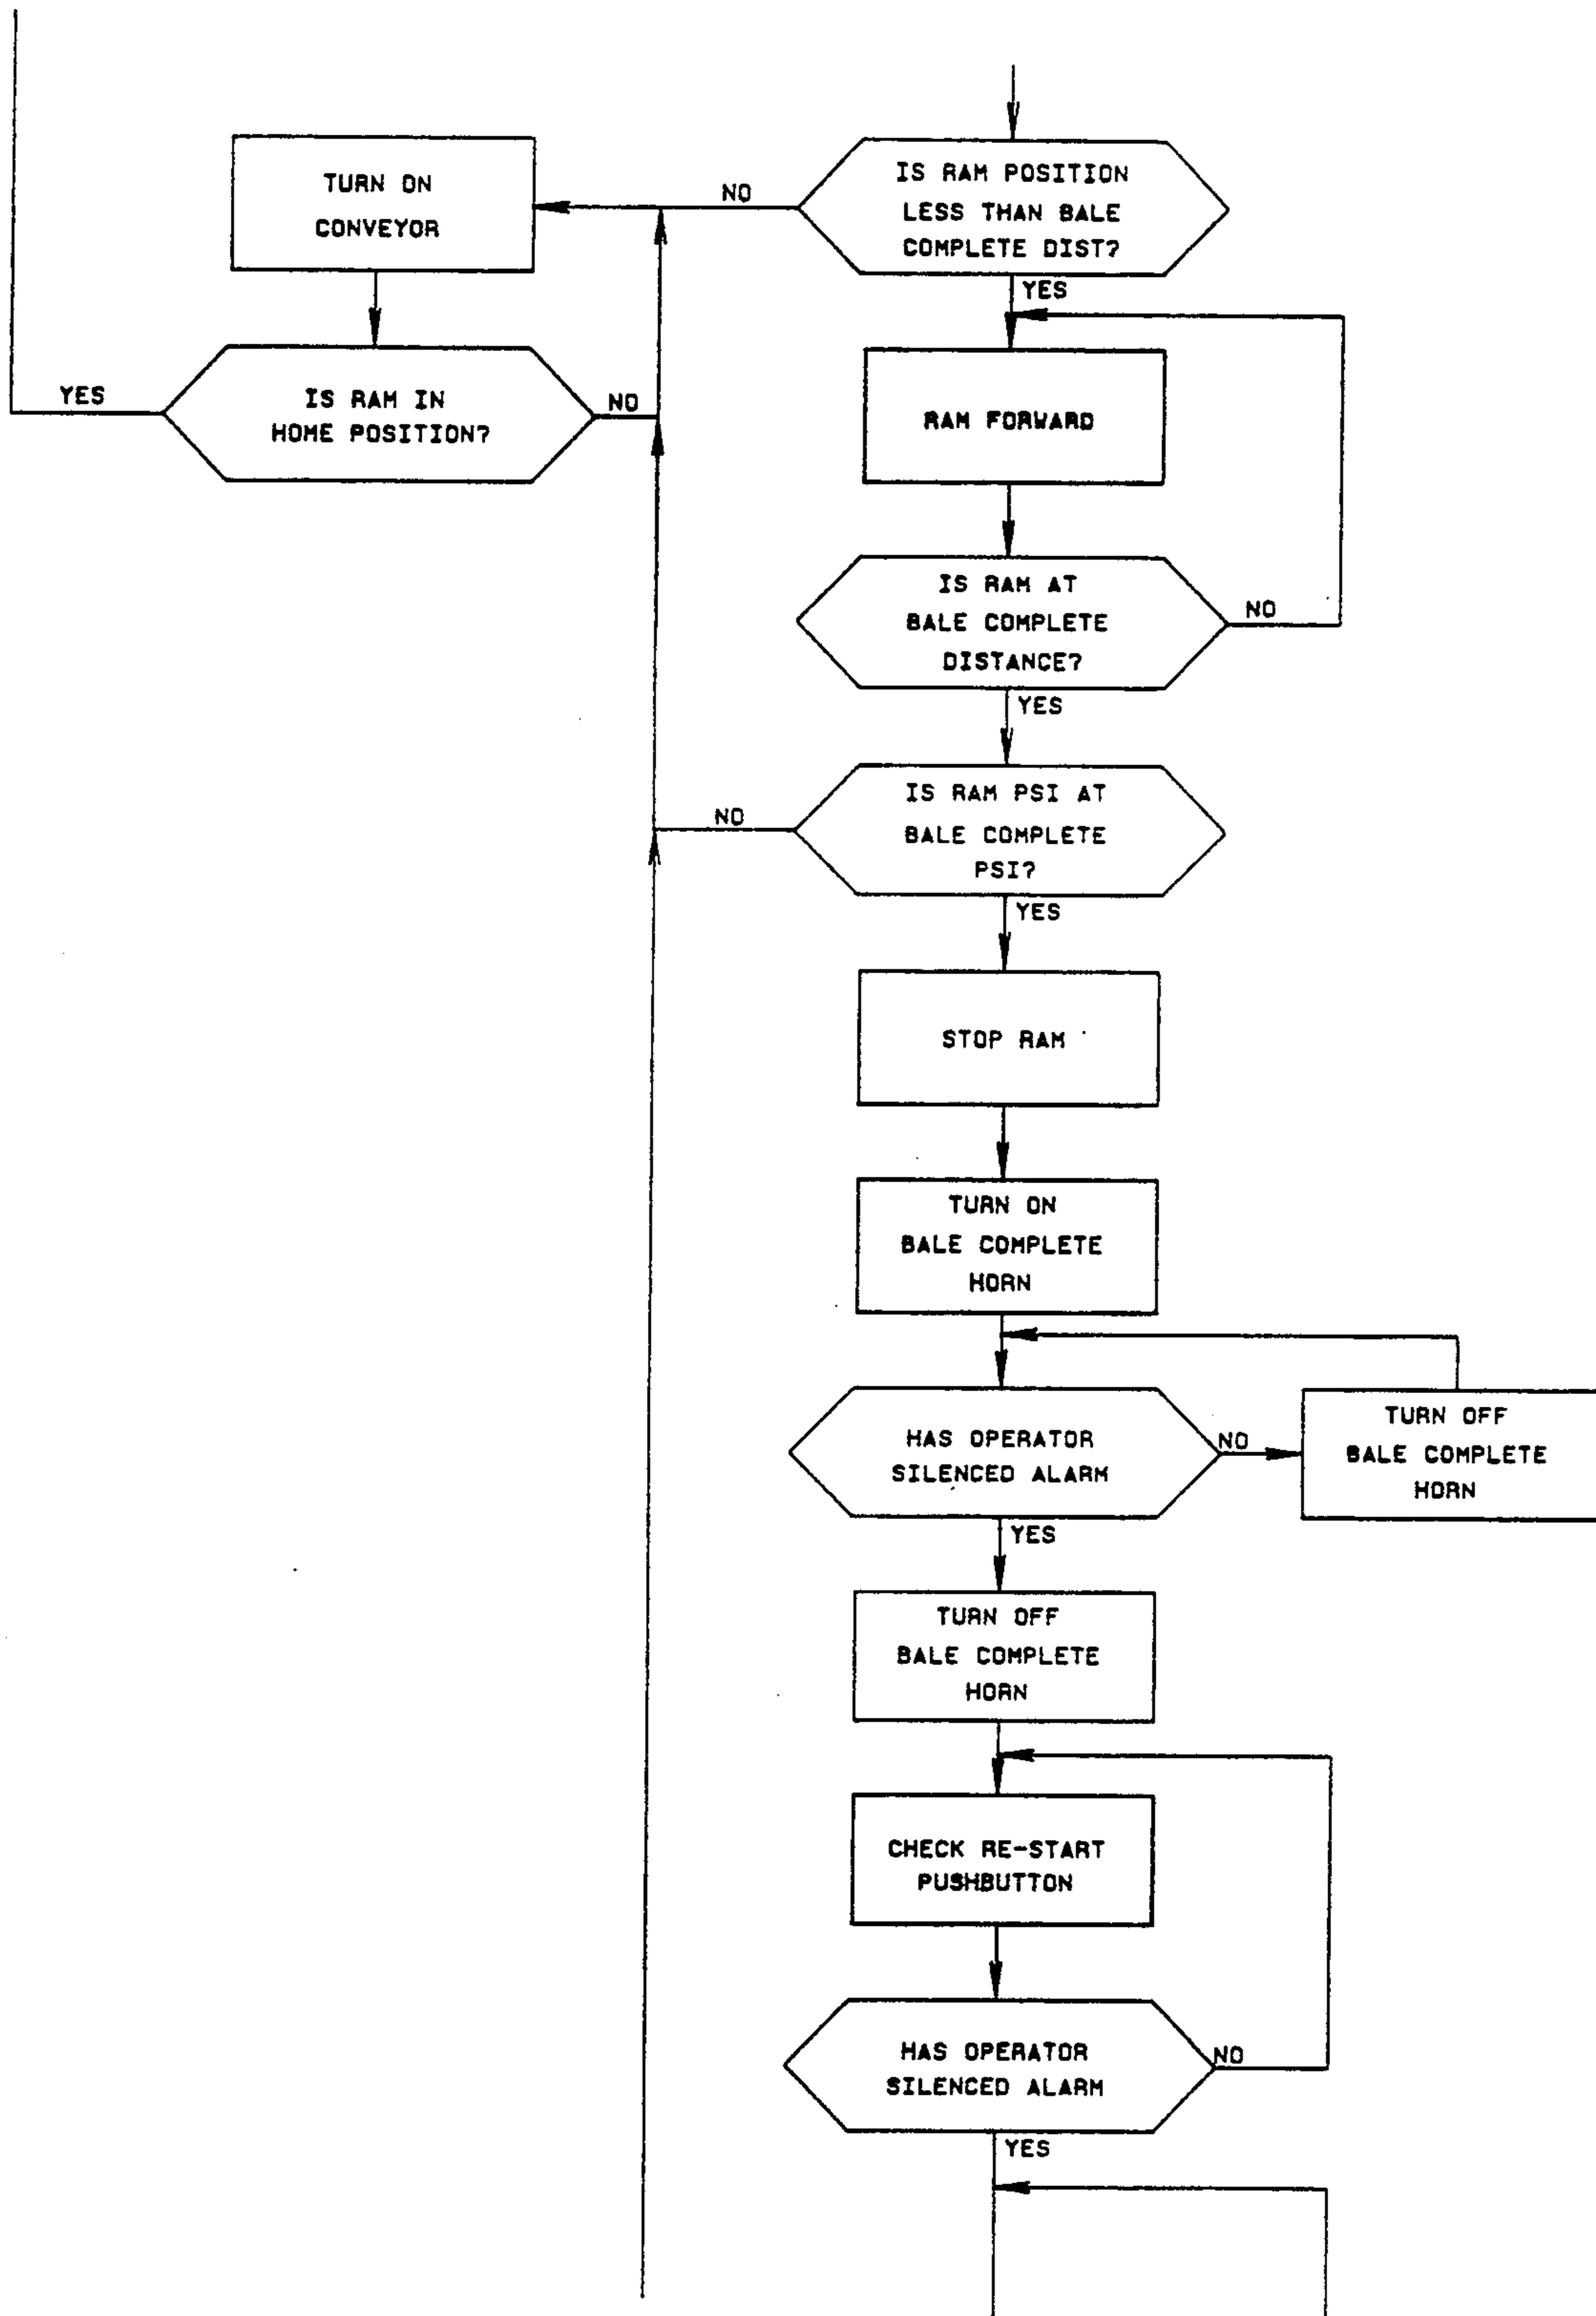 TURN ON
CONVEYOR
NO
IS RAM POSITION
LESS THAN BALE
COMPLETE DIST?
YES
YES
IS RAM IN
HOME POSITION?
NO
RAM FORWARD
IS RAM AT
BALE COMPLETE
DISTANCE?
NO
YES
NO
IS RAM PSI AT
BALE COMPLETE
PSI?
YES
STOP RAM
TURN ON
BALE COMPLETE
HORN
HAS OPERATOR
SILENCED ALARM
NO
TURN OFF
BALE COMPLETE
HORN
YES
TURN OFF
BALE COMPLETE
HORN
CHECK RE-START
PUSHBUTTON
HAS OPERATOR
SILENCED ALARM
NO
YES